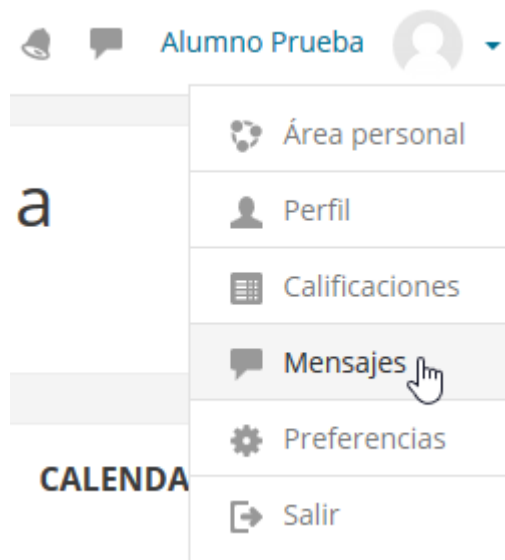 Alumno Prueba
Área personal
a
Perfil
Calificaciones
Mensajes
Preferencias
CALENDA
Salir